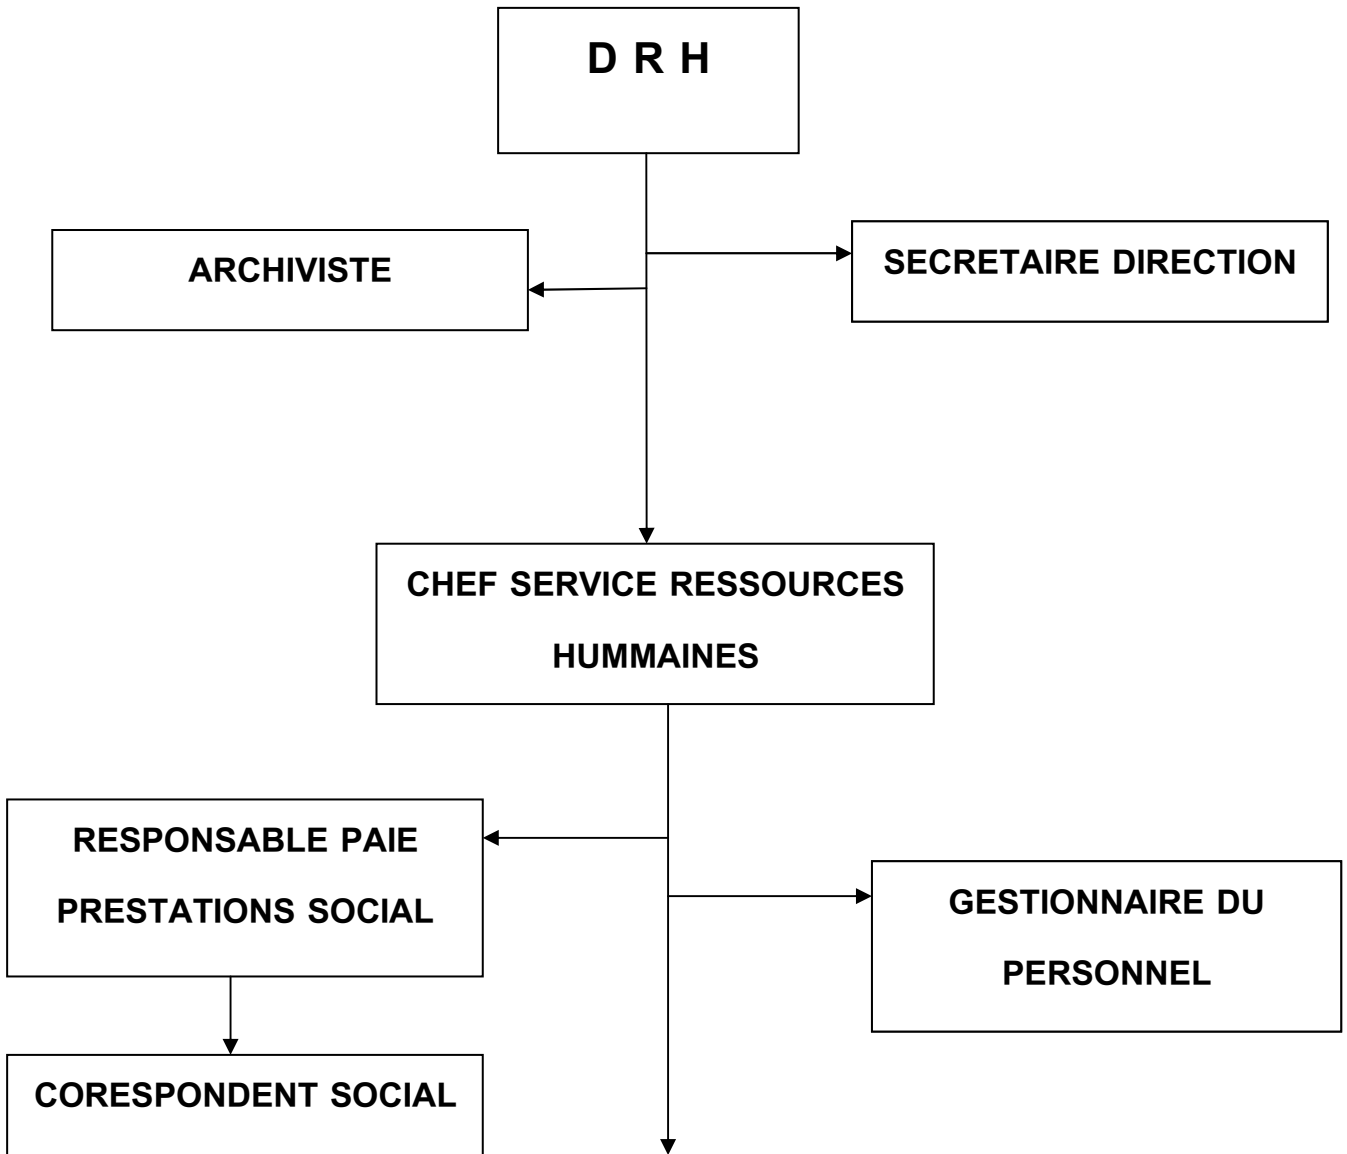 D R H
ARCHIVISTE
SECRETAIRE DIRECTION
CHEF SERVICE RESSOURCES
HUMMAINES
RESPONSABLE PAIE
PRESTATIONS SOCIAL
GESTIONNAIRE DU
PERSONNEL
CORESPONDENT SOCIAL